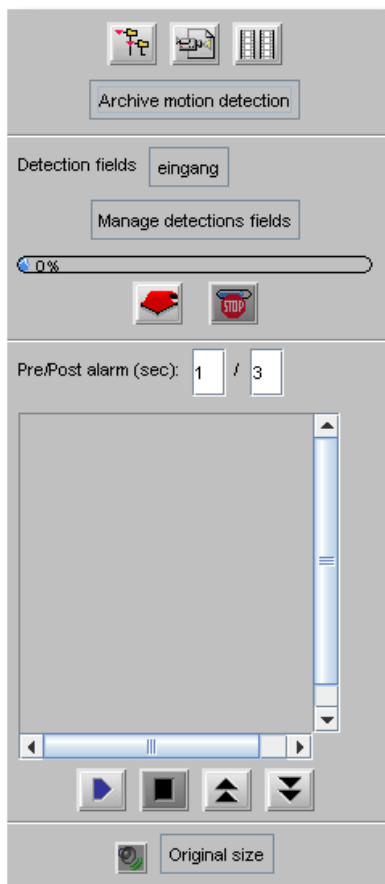 Archive motion detection
Detection fields eingang
Manage detections fields
0%
STOP
Pre/Post alarm (sec): 1 / 3
Original size